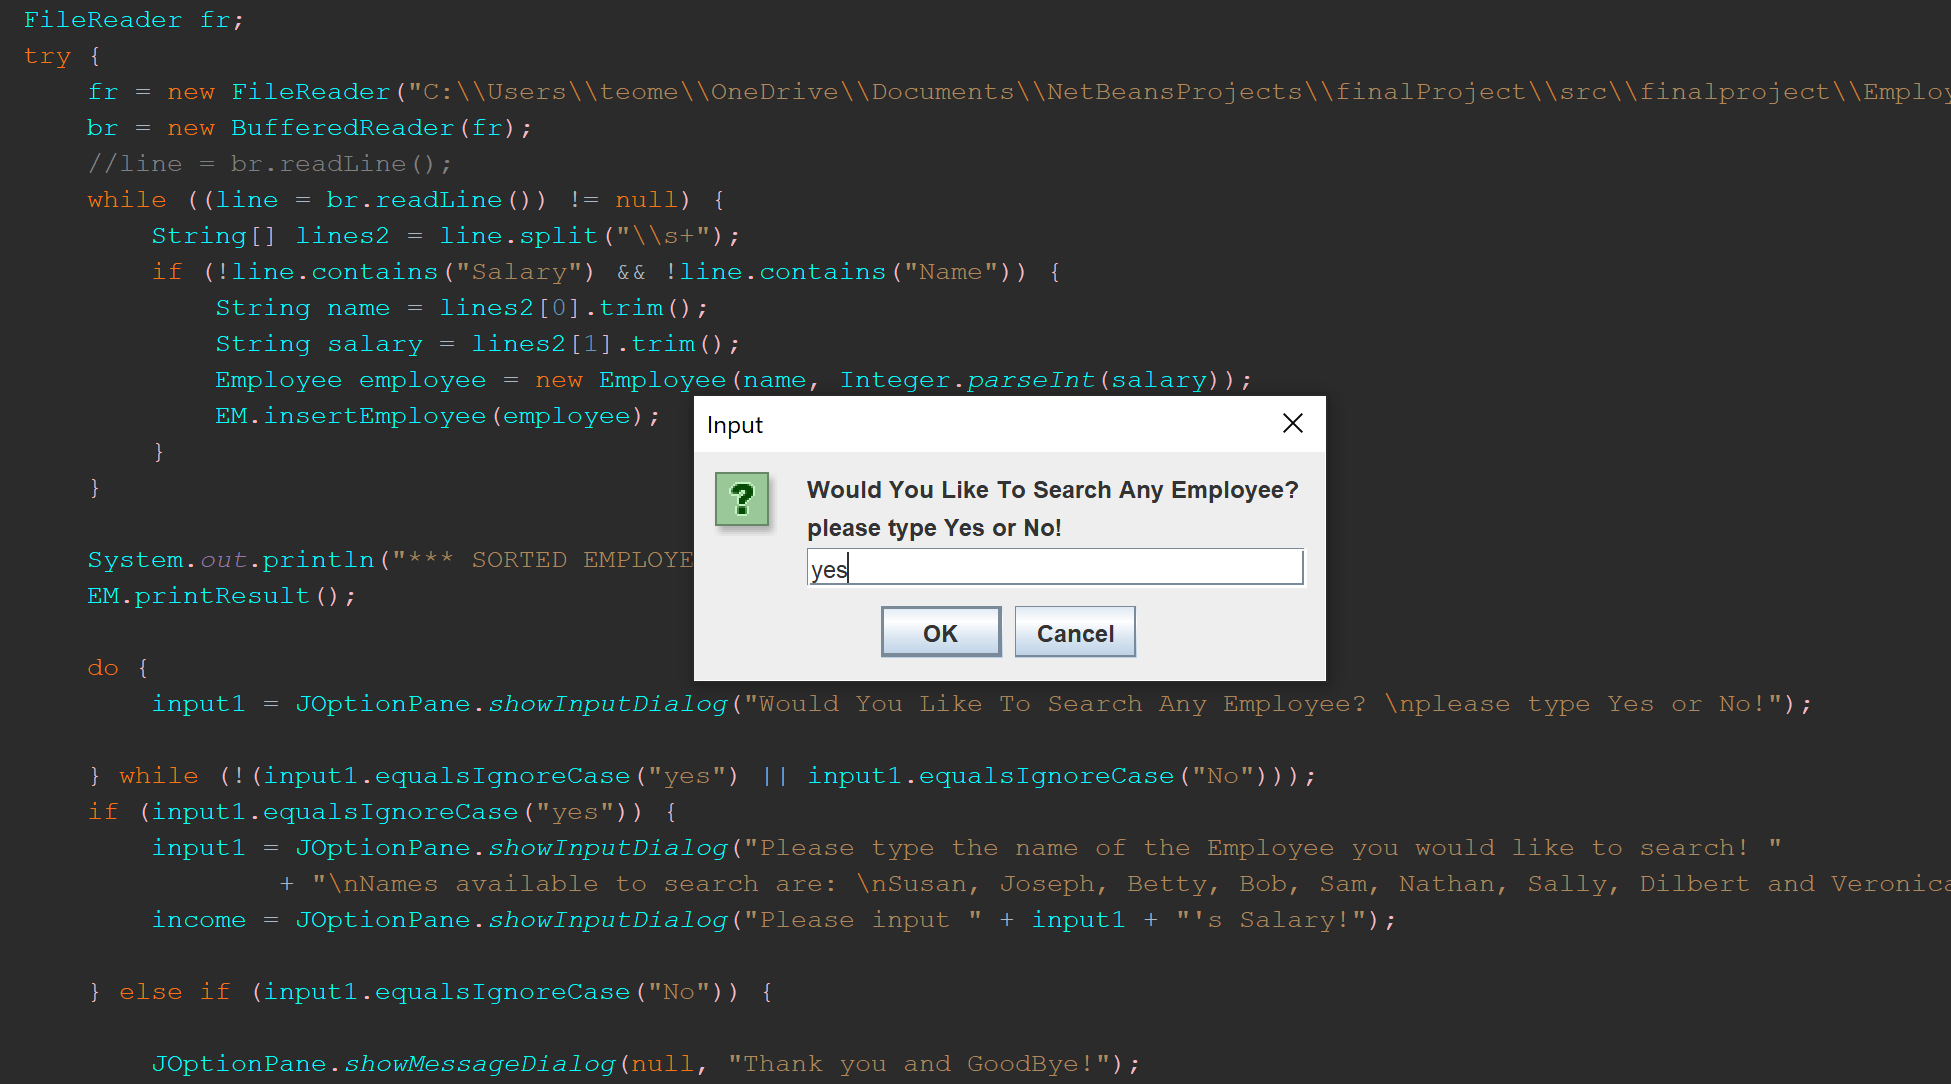 FileReader fr;
try {
fr = new FileReader("C:\\Users\\teome\\OneDrive\\Documents\\NetBeansProjects\\finalProject\\src\\finalproject\\Employ
br = new BufferedReader(fr);
//line = br.readLine();
while ((line = br.readLine()) != null) {
String[] lines2 = line.split("\\s+");
if (!line.contains("Salary") && !line.contains("Name")) {
String name = lines2[0].trim();
String salary = lines2[1].trim();
Employee employee = new Employee(name, Integer.parseInt(salary));
EM.insertEmployee(employee);
}
}
Input
Would You Like To Search Any Employee?
please type Yes or No!
yes
OK Cancel
System.out.println("*** SORTED EMPLOYE
EM.printResult();
do {
input1 = JOptionPane.showInputDialog("Would You Like To Search Any Employee? \nplease type Yes or No!");
} while (!(input1.equalsIgnoreCase("yes") || input1.equalsIgnoreCase("No")));
if (input1.equalsIgnoreCase("yes")) {
input1 = JOptionPane.showInputDialog("Please type the name of the Employee you would like to search! "
+ "\nNames available to search are: \nSusan, Joseph, Betty, Bob, Sam, Nathan, Sally, Dilbert and Veronica
income = JOptionPane.showInputDialog("Please input " + input1 + "'s Salary!");
} else if (input1.equalsIgnoreCase("No")) {
JOptionPane.showMessageDialog(null, "Thank you and GoodBye!");